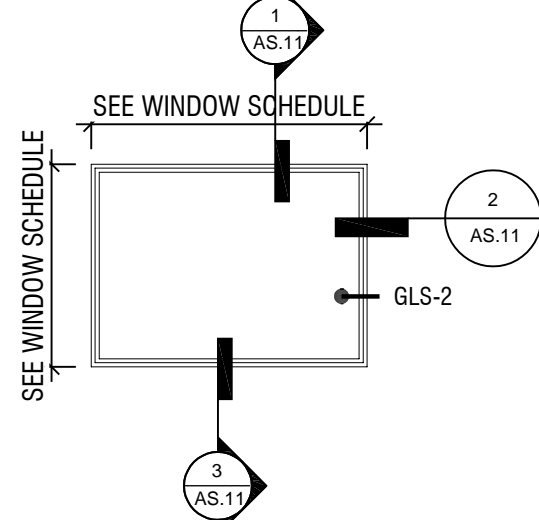 1
AS.11
SEE WINDOW SCHEDULE
SEE WINDOW SCHEDULE
2
AS.11
GLS-2
3
AS.11